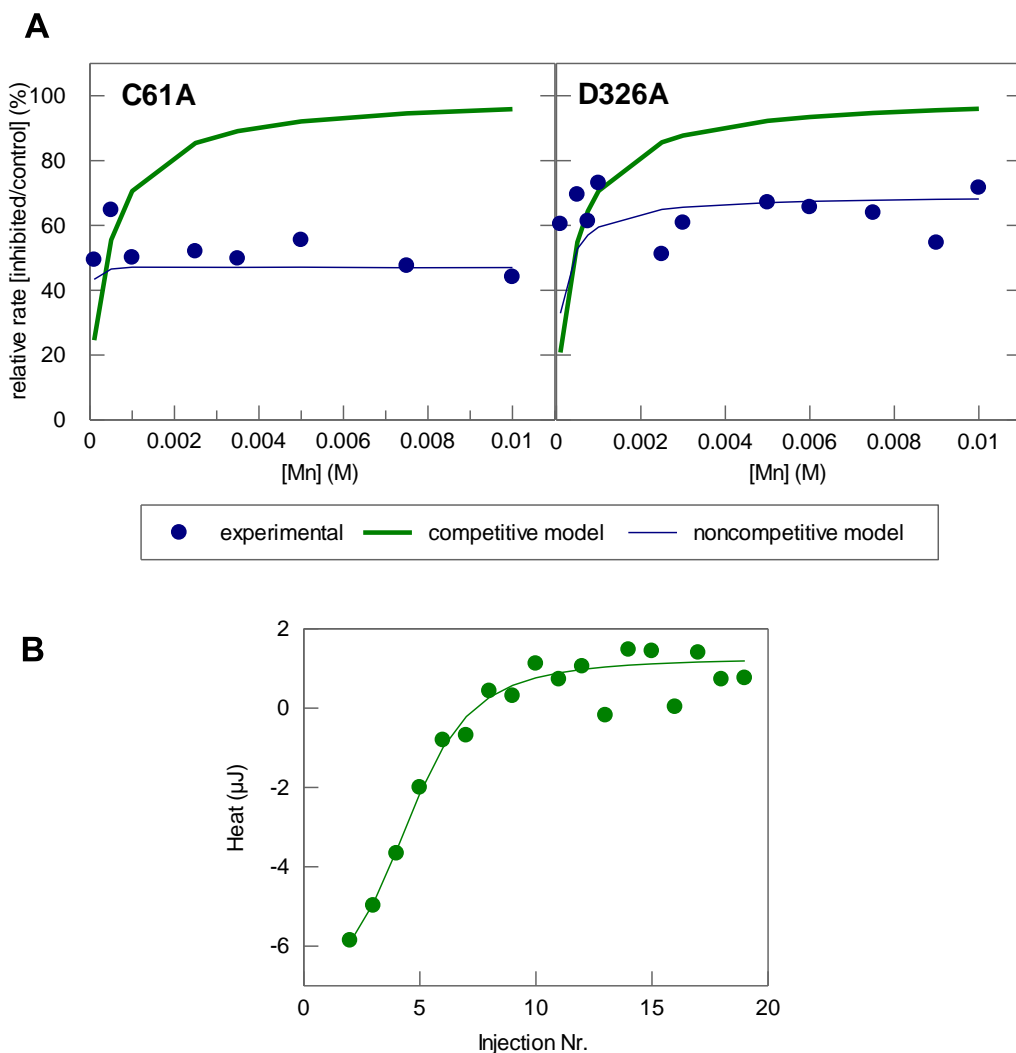 A
C61A
D326A
relative rate [inhibited/control] (%)
100
80
60
40
20
0
0 0.002 0.004 0.006 0.008 0.01
0 0.002 0.004 0.006 0.008 0.01
[Mn] (M)
[Mn] (M)
experimental competitive model noncompetitive model
B
Heat (µJ)
2
0
-2
-4
-6
0 5 10 15 20
Injection Nr.